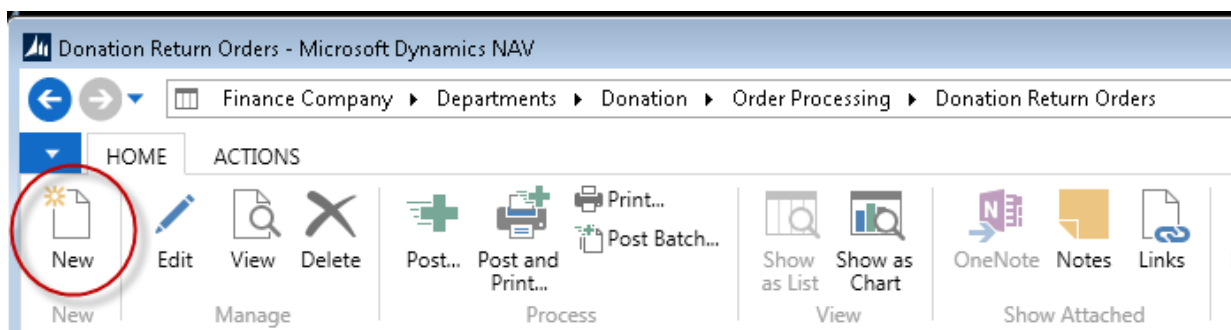 Donation Return Orders - Microsoft Dynamics NAV
Finance Company ▸ Departments ▸ Donation ▸ Order Processing ▸ Donation Return Orders
HOME ACTIONS
New
Edit View Delete
Post... Post and
Print...
Print...
Post Batch...
Show
as List
Show as
Chart
OneNote Notes Links
New Manage Process View Show Attached